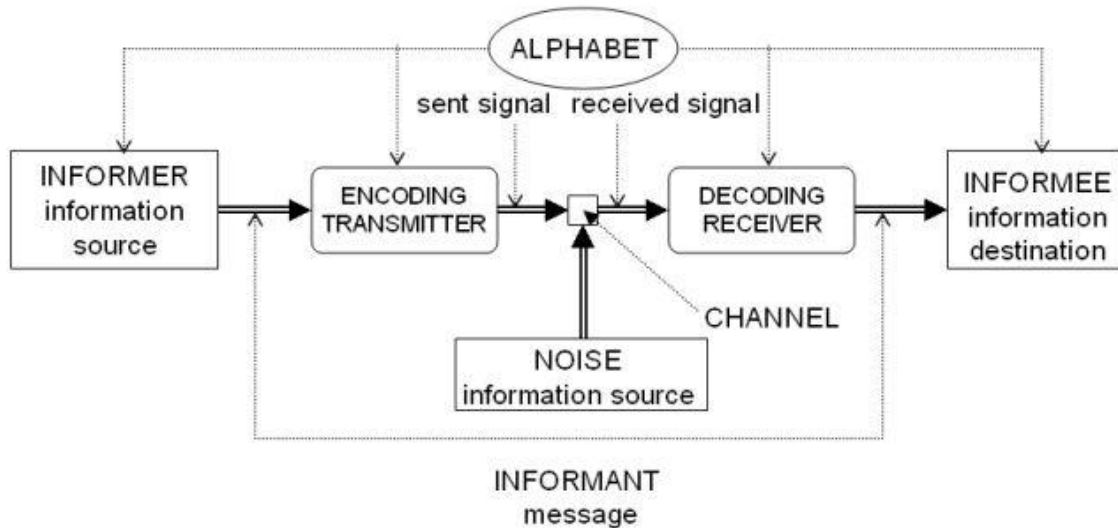 ALPHABET
sent signal
received signal
INFORMER
information
source
ENCODING
TRANSMITTER
DECODING
RECEIVER
INFORMEE
information
destination
CHANNEL
NOISE
information source
INFORMANT
message